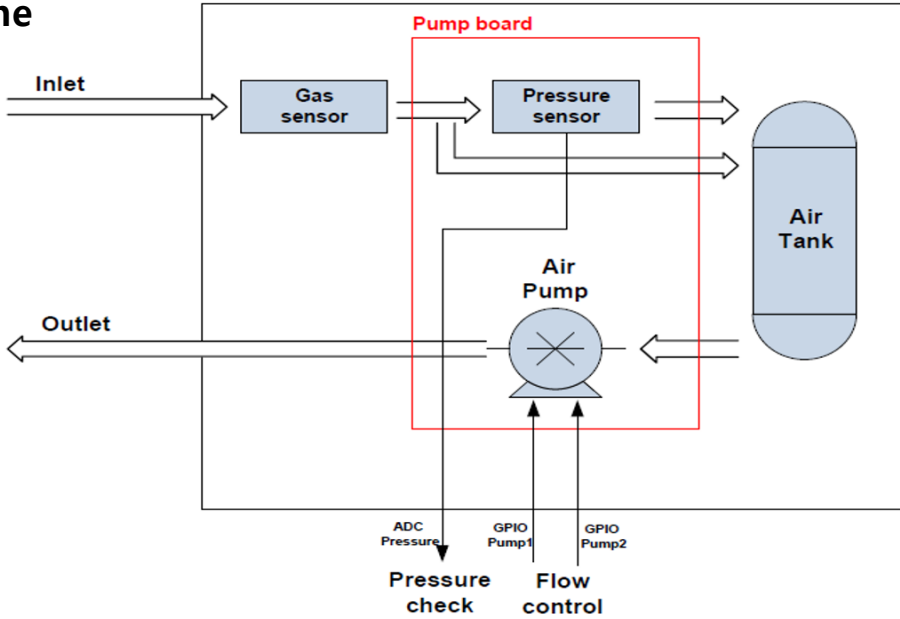 ne
Pump board
Inlet
Gas
sensor
Pressure
sensor
Air
Tank
Air
Pump
Outlet
ADC
Pressure
GPIO
Pump1
GPIO
Pump2
Pressure
check
Flow
control